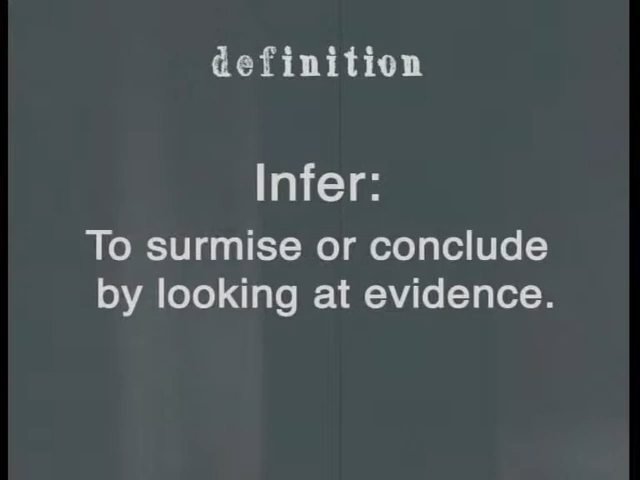 definition
Infer:
To surmise or conclude
by looking at evidence.